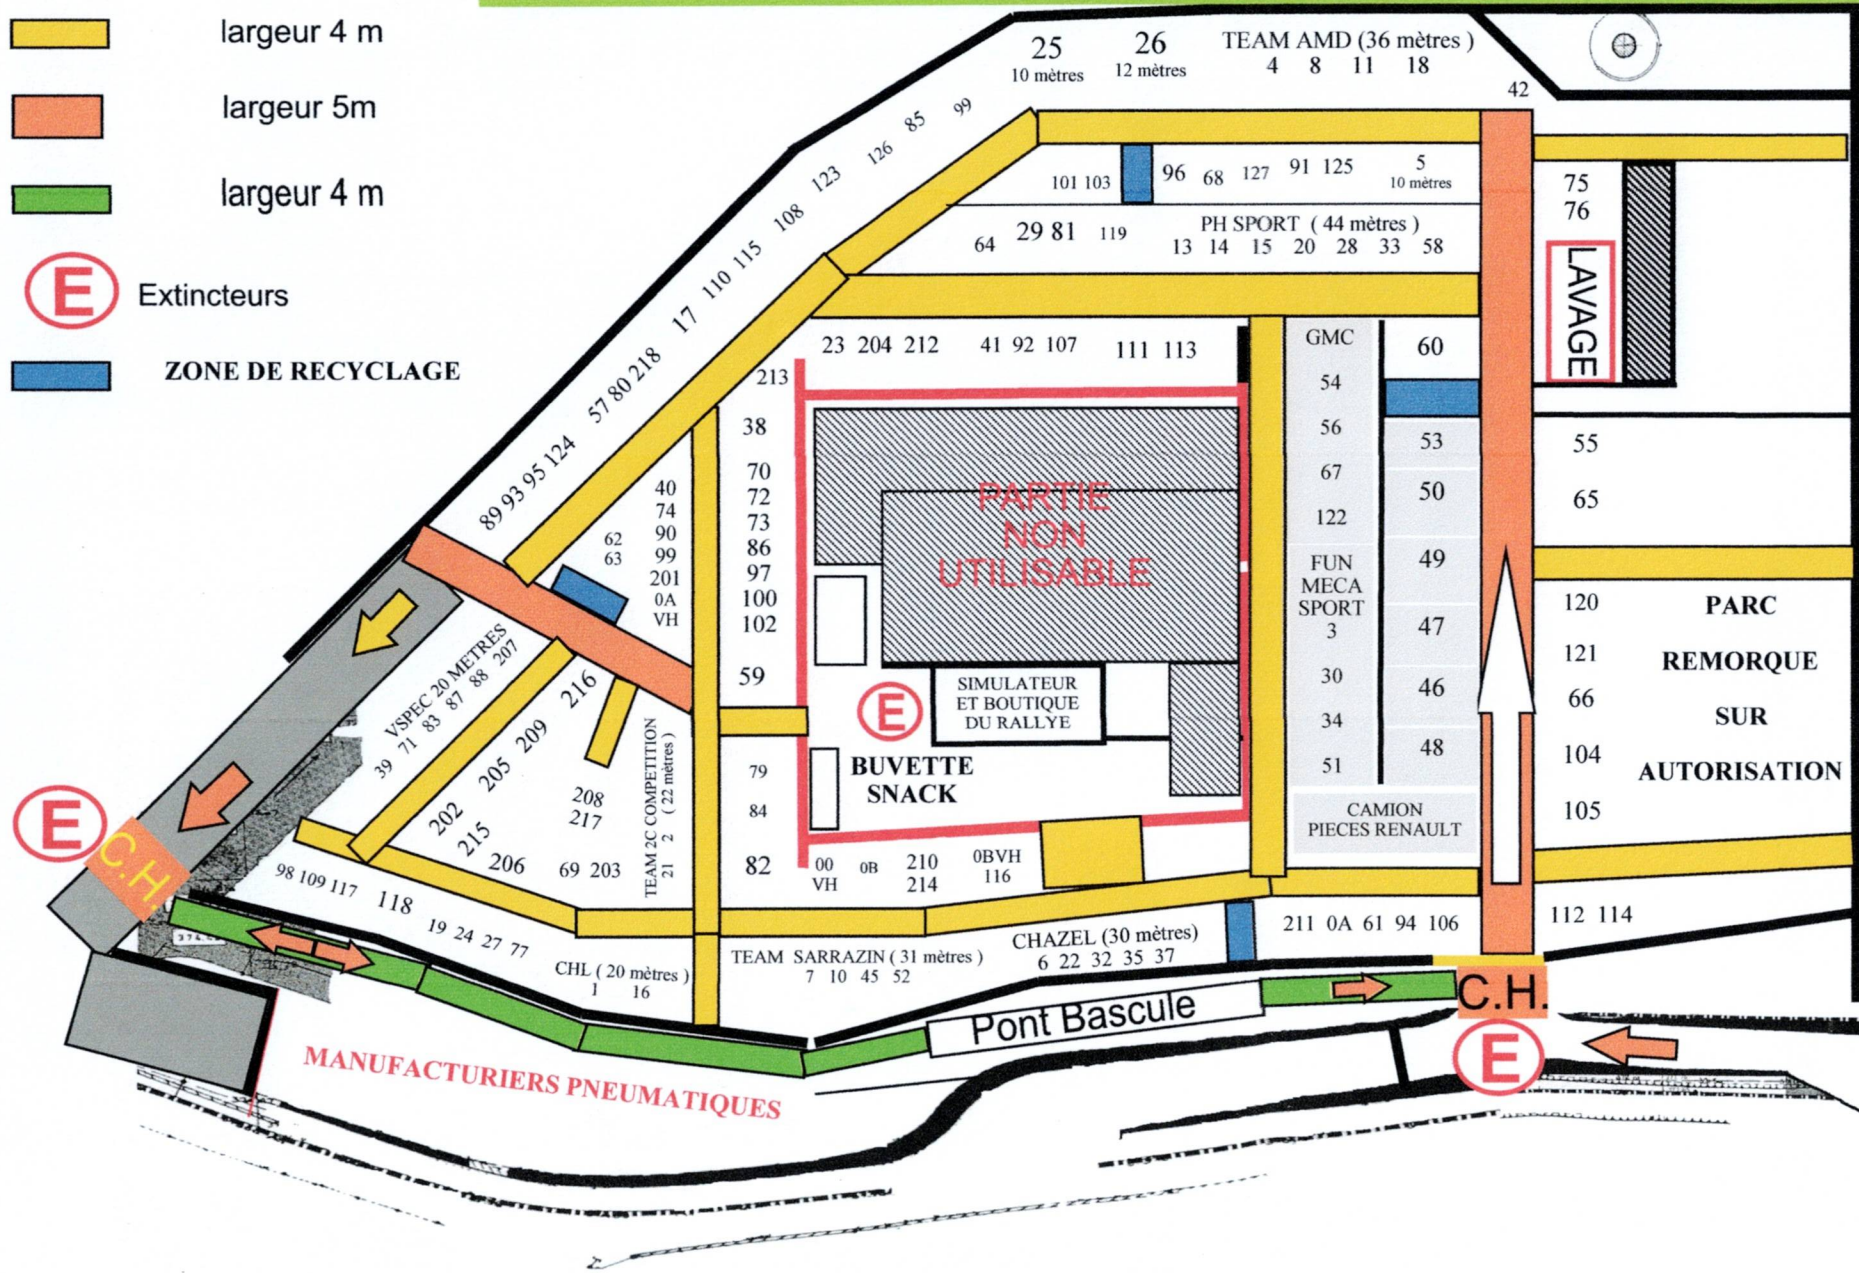 largeur 4 m
largeur 5m
largeur 4 m
E Extincteurs
ZONE DE RECYCLAGE
25
10 mètres
26
12 mètres
TEAM AMD (36 mètres )
4 8 11 18
42
99
85
126
123
108
115
110
17
57 80 218
89 93 95 124
101 103
96 68 127 91 125
5
10 mètres
64 29 81 119
PH SPORT ( 44 mètres )
13 14 15 20 28 33 58
75
76
LAVAGE
23 204 212 41 92 107 111 113
213
38
70
72
73
86
97
100
102
59
79
84
82
40
74
90
99
201
0A
VH
62
63
PARTIE
NON
UTILISABLE
SIMULATEUR
ET BOUTIQUE
DU RALLYE
E
BUVETTE
SNACK
GMC
54
56
67
122
FUN
MECA
SPORT
3
30
34
51
60
53
50
49
47
46
48
CAMION
PIECES RENAULT
55
65
120
121
66
104
105
PARC
REMORQUE
SUR
AUTORISATION
112 114
VSPEC 20 METRES
39 71 83 87 88 207
216
209
205
202
215
206
208
217
69 203
TEAM 2C COMPETITION
21 2 ( 22 mètres )
00
VH
0B
210
214
0BVH
116
E
C.H.
98 109 117
118
19 24 27 77
374.
CHL ( 20 mètres )
1 16
TEAM SARRAZIN ( 31 mètres )
7 10 45 52
CHAZEL (30 mètres)
6 22 32 35 37
211 0A 61 94 106
Pont Bascule
C.H.
E
MANUFACTURIERS PNEUMATIQUES